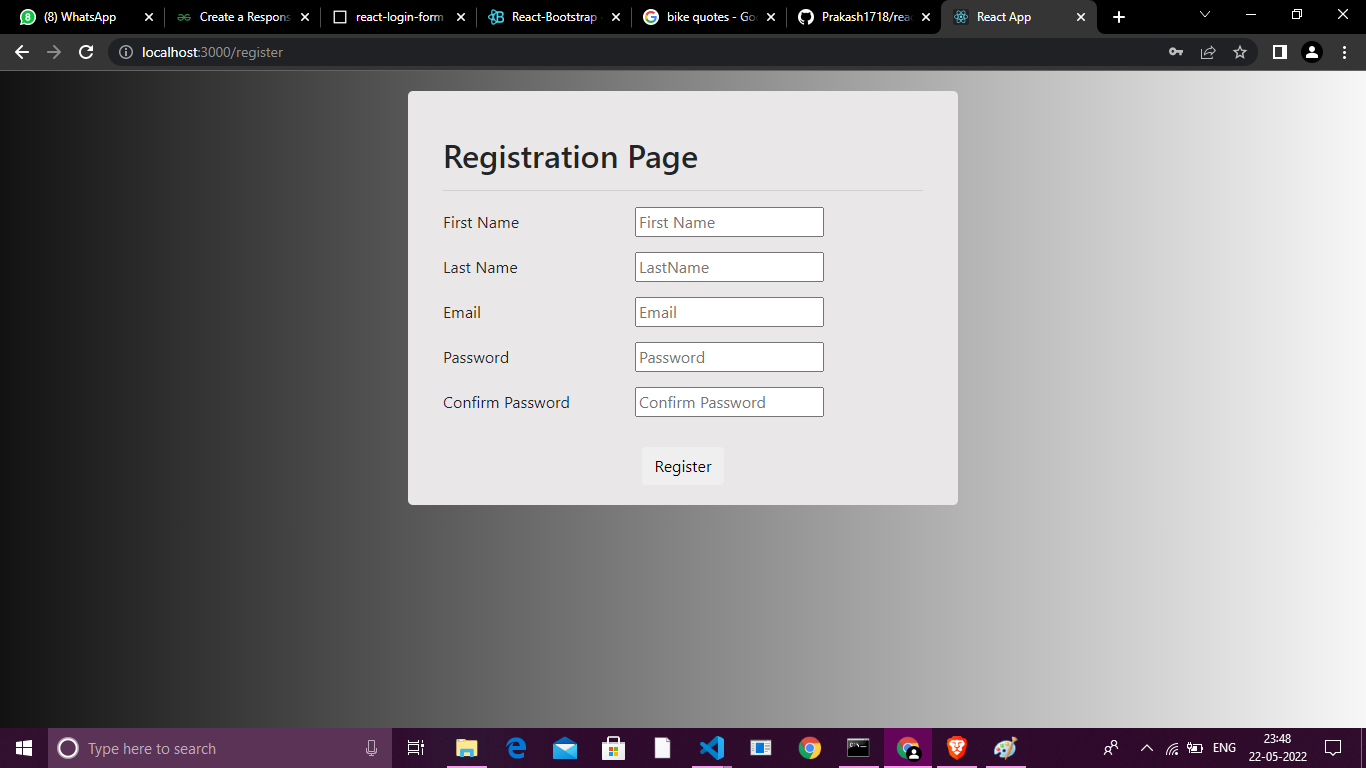 (8) WhatsApp Create a Respons react-login-form React-Bootstrap bike quotes - Goo Prakash1718/reac React App
localhost:3000/register
Registration Page
First Name First Name
Last Name LastName
Email Email
Password Password
Confirm Password Confirm Password
Register
Type here to search
ENG
23:48
22-05-2022